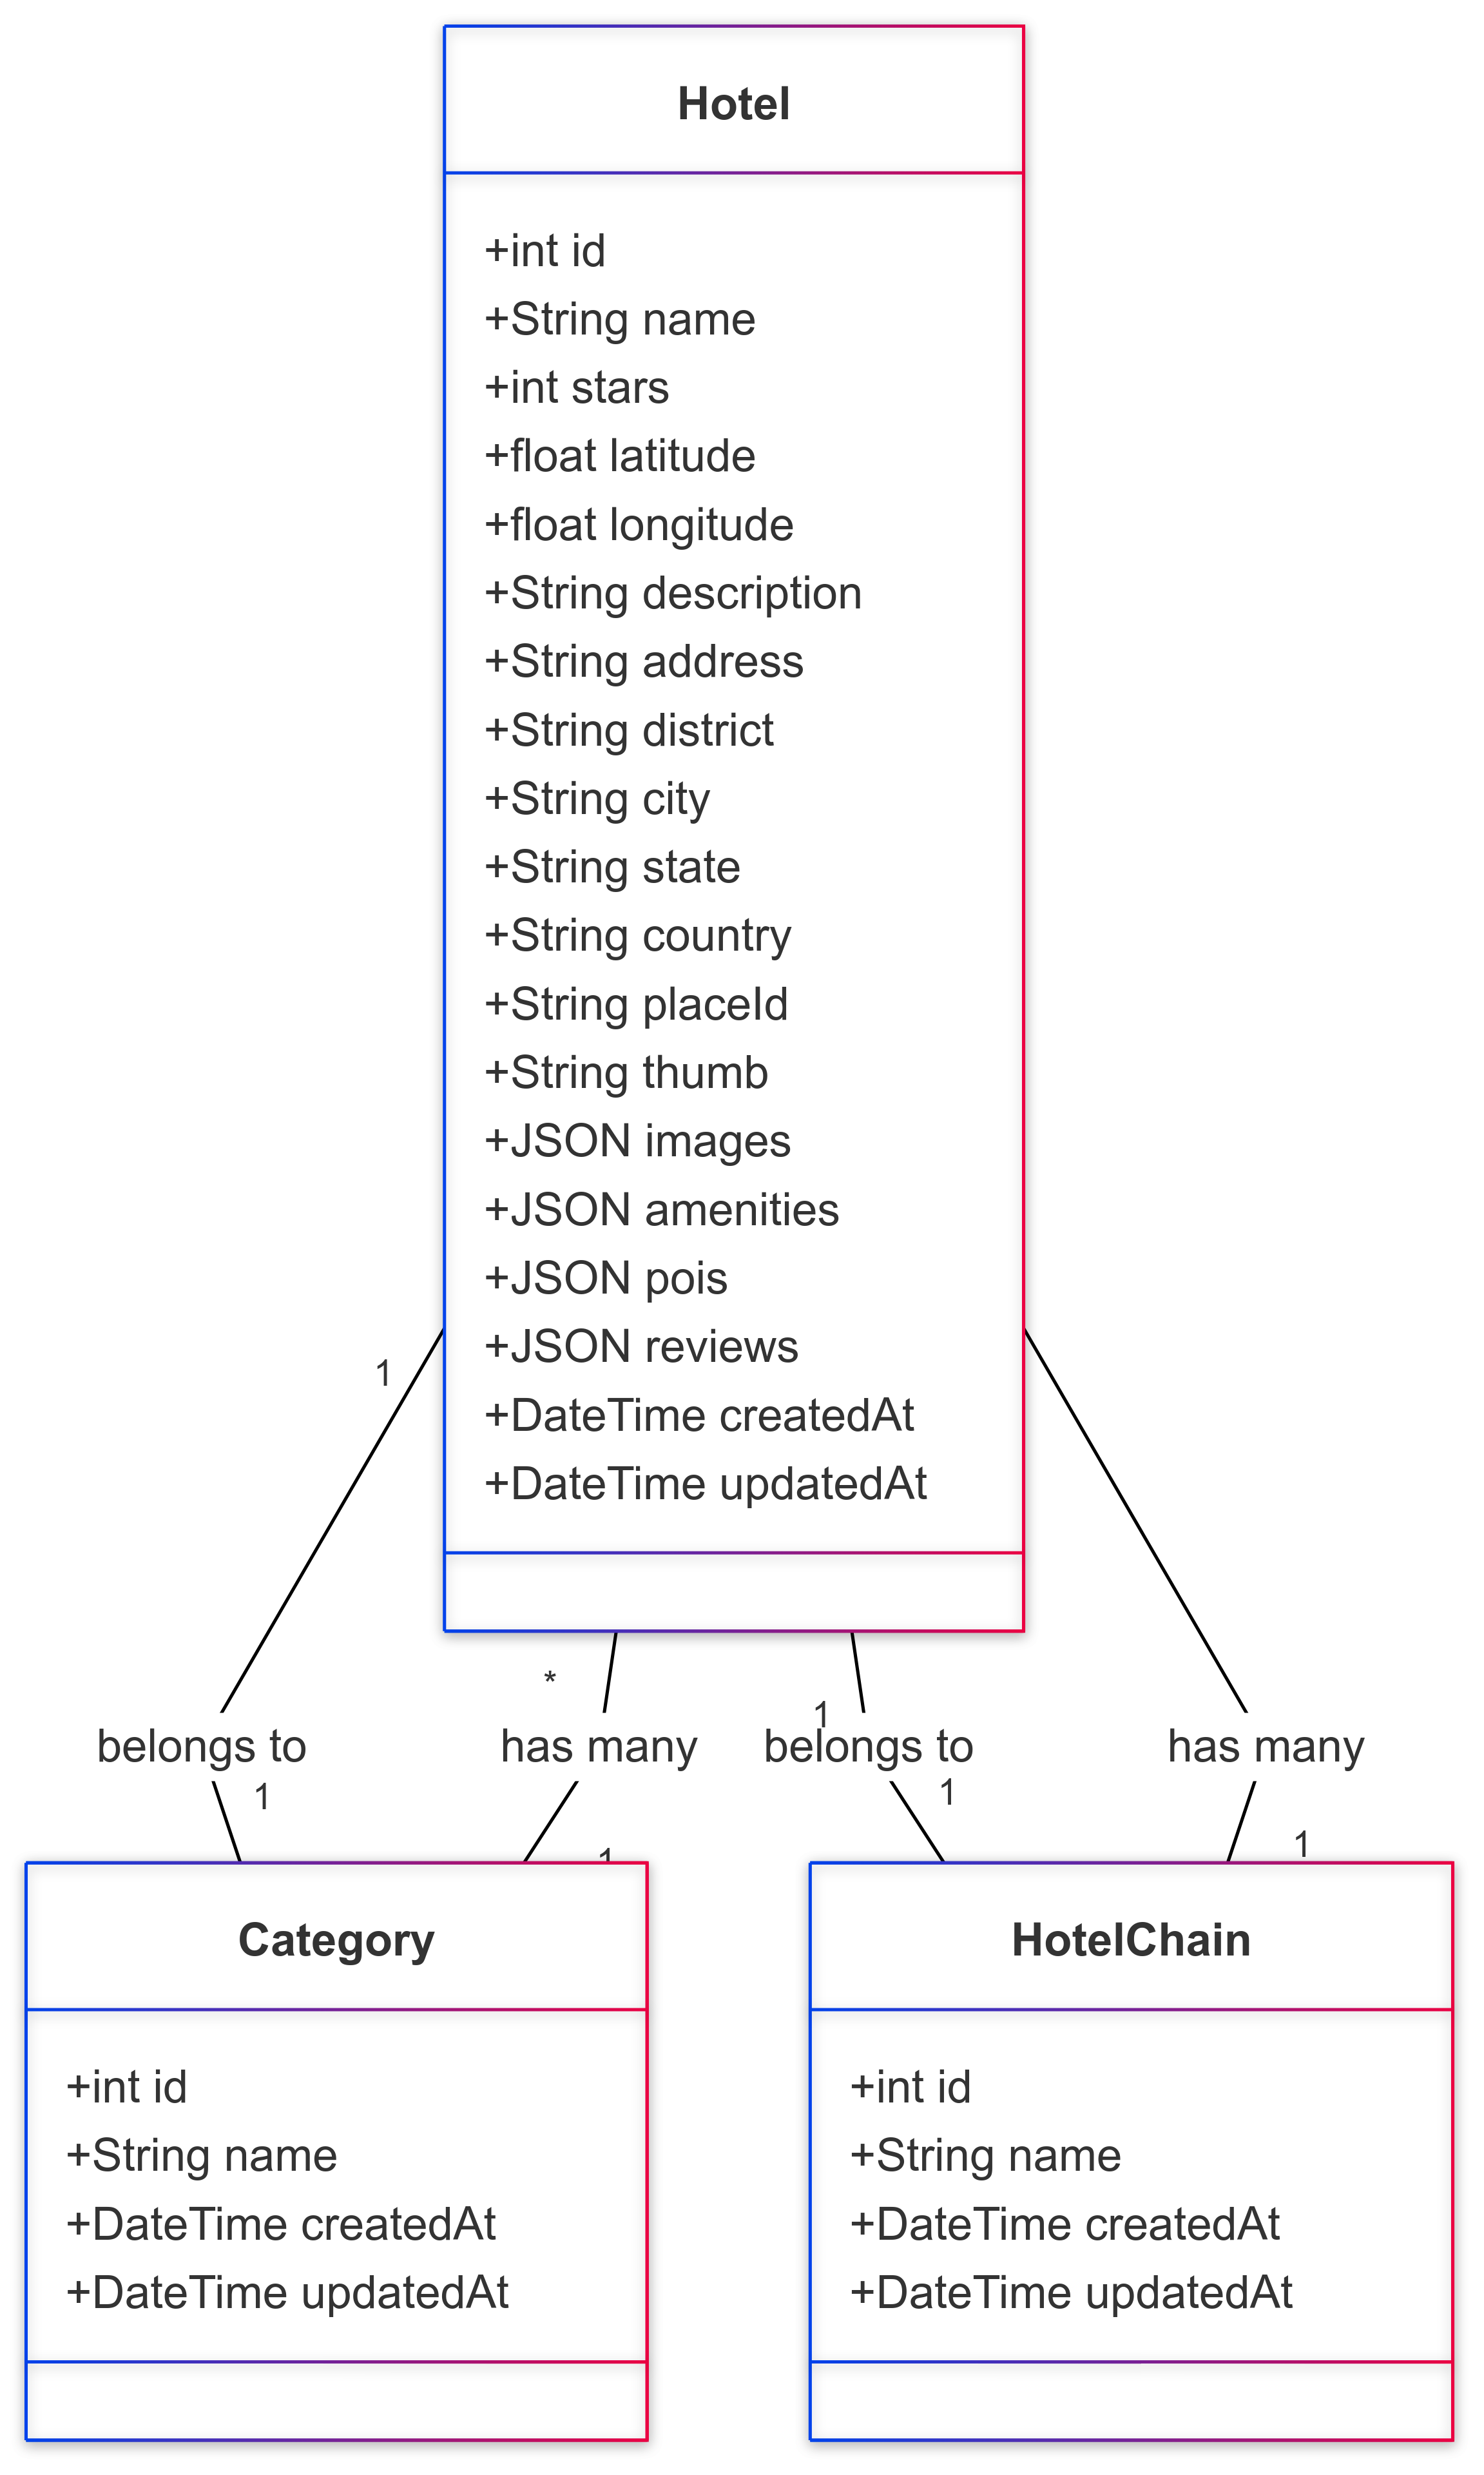 Hotel
+int id
+String name
+int stars
+float latitude
+float longitude
+String description
+String address
+String district
+String city
+String state
+String country
+String placeId
+String thumb
+JSON images
+JSON amenities
+JSON pois
+JSON reviews
+DateTime createdAt
+DateTime updatedAt
1
*
1
belongs to
has many
belongs to
has many
1
1
1
1
Category
+int id
+String name
+DateTime createdAt
+DateTime updatedAt
HotelChain
+int id
+String name
+DateTime createdAt
+DateTime updatedAt